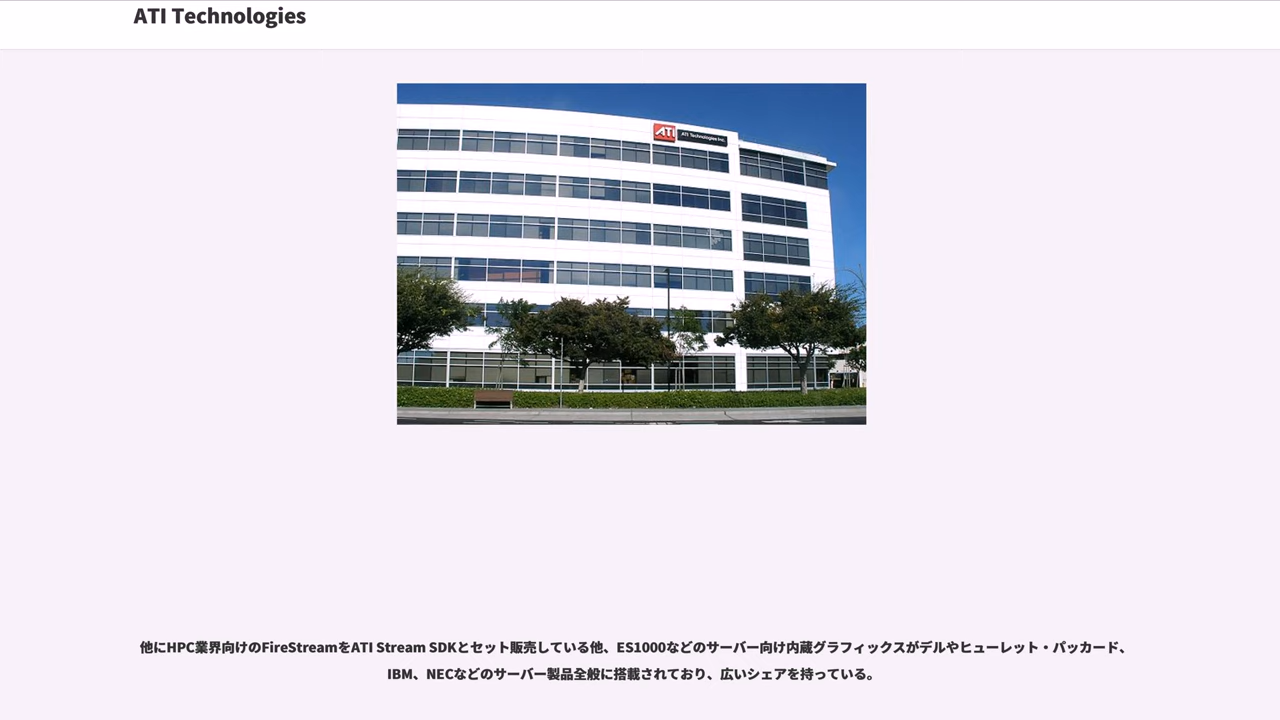 ATI Technologies
ATI ATI Technologies Inc.
他にHPC業界向けのFireStreamをATI Stream SDKとセット販売している他、ES1000などのサーバー向け内蔵グラフィックスがデルやヒューレット・パッカード、
IBM、NECなどのサーバー製品全般に搭載されており、広いシェアを持っている。